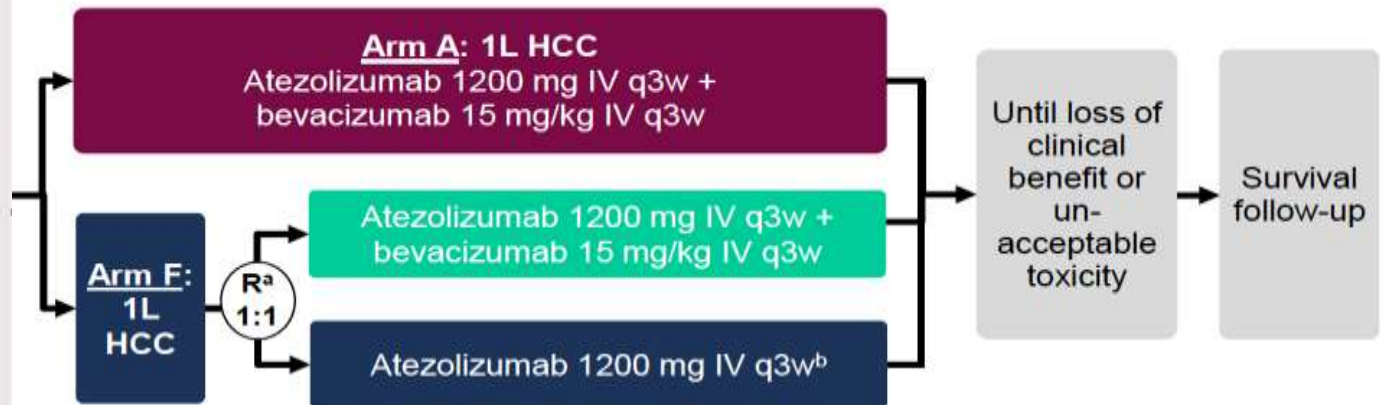 Arm A: 1L HCC
Atezolizumab 1200 mg IV q3w +
bevacizumab 15 mg/kg IV q3w
Arm F:
1L
HCC
Rᵃ
1:1
Atezolizumab 1200 mg IV q3w +
bevacizumab 15 mg/kg IV q3w
Atezolizumab 1200 mg IV q3wᵇ
Until loss of
clinical
benefit or
un-
acceptable
toxicity
Survival
follow-up